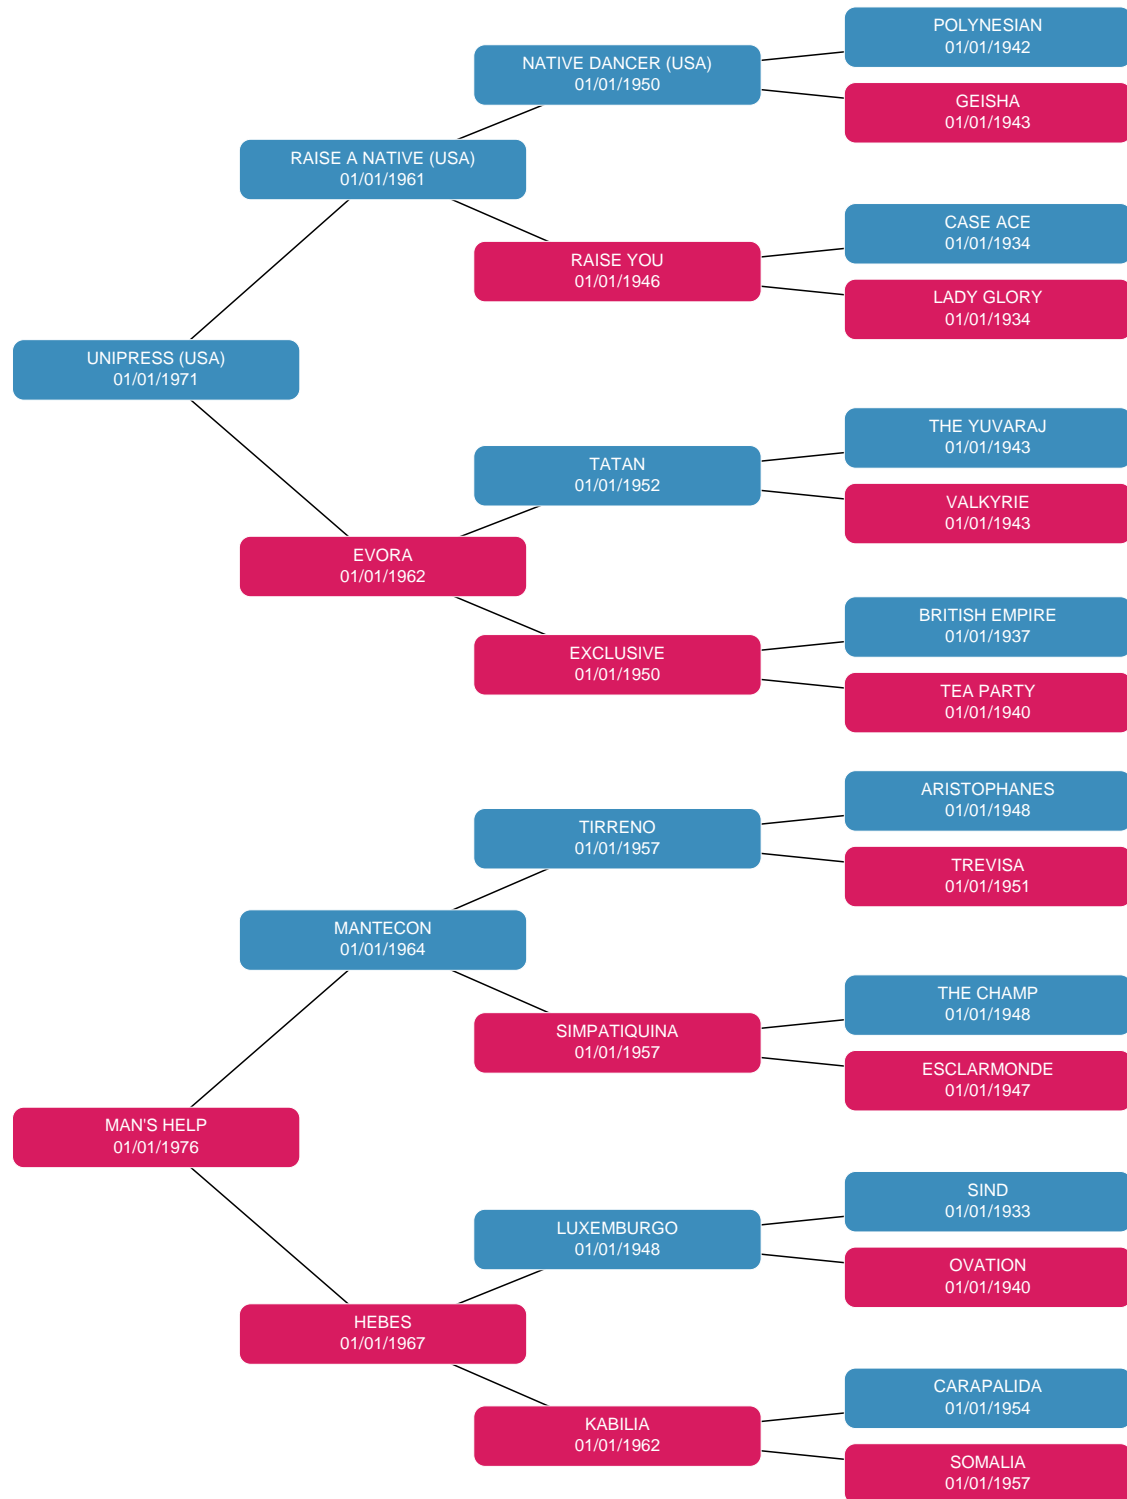 POLYNESIAN
01/01/1942
NATIVE DANCER (USA)
01/01/1950
GEISHA
01/01/1943
RAISE A NATIVE (USA)
01/01/1961
CASE ACE
01/01/1934
RAISE YOU
01/01/1946
LADY GLORY
01/01/1934
UNIPRESS (USA)
01/01/1971
THE YUVARAJ
01/01/1943
TATAN
01/01/1952
VALKYRIE
01/01/1943
EVORA
01/01/1962
BRITISH EMPIRE
01/01/1937
EXCLUSIVE
01/01/1950
TEA PARTY
01/01/1940
ARISTOPHANES
01/01/1948
TIRRENO
01/01/1957
TREVISA
01/01/1951
MANTECON
01/01/1964
THE CHAMP
01/01/1948
SIMPATIQUINA
01/01/1957
ESCLARMONDE
01/01/1947
MAN'S HELP
01/01/1976
SIND
01/01/1933
LUXEMBURGO
01/01/1948
OVATION
01/01/1940
HEBES
01/01/1967
CARAPALIDA
01/01/1954
KABILIA
01/01/1962
SOMALIA
01/01/1957